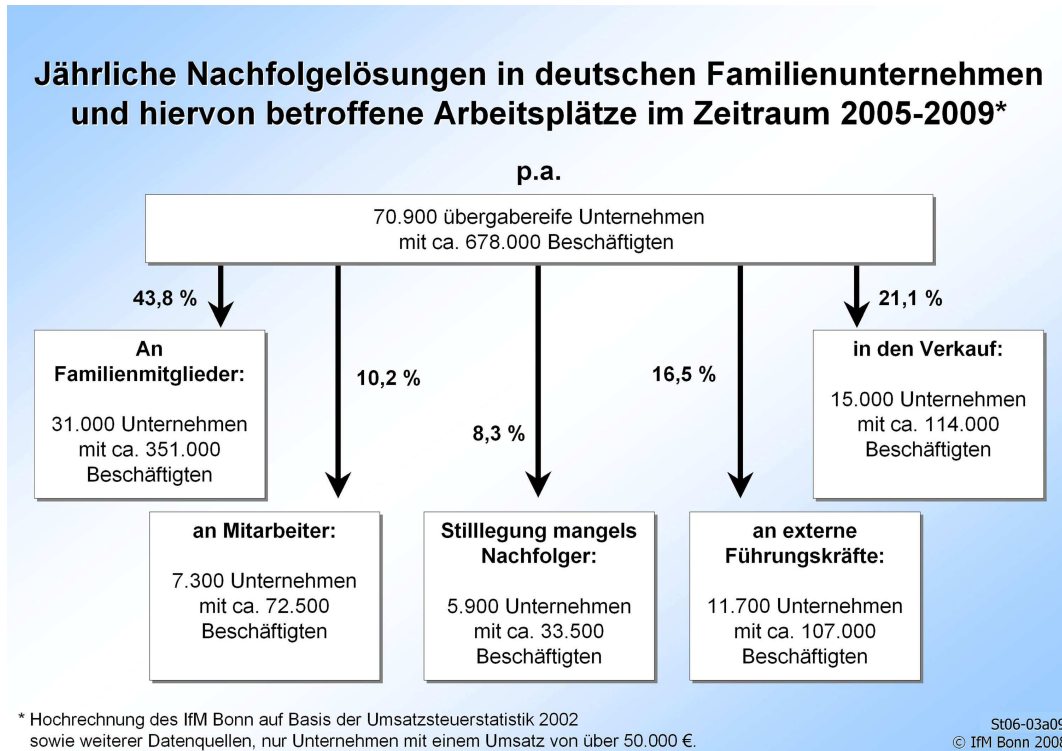 Jährliche Nachfolgelösungen in deutschen Familienunternehmen
und hiervon betroffene Arbeitsplätze im Zeitraum 2005-2009*
p.a.
70.900 übergabereife Unternehmen
mit ca. 678.000 Beschäftigten
43,8 %
10,2 %
8,3 %
16,5 %
21,1 %
An
Familienmitglieder:
31.000 Unternehmen
mit ca. 351.000
Beschäftigten
an Mitarbeiter:
7.300 Unternehmen
mit ca. 72.500
Beschäftigten
Stilllegung mangels
Nachfolger:
5.900 Unternehmen
mit ca. 33.500
Beschäftigten
an externe
Führungskräfte:
11.700 Unternehmen
mit ca. 107.000
Beschäftigten
in den Verkauf:
15.000 Unternehmen
mit ca. 114.000
Beschäftigten
* Hochrechnung des IfM Bonn auf Basis der Umsatzsteuerstatistik 2002
sowie weiterer Datenquellen, nur Unternehmen mit einem Umsatz von über 50.000 €.
St06-03a09
© IfM Bonn 2008